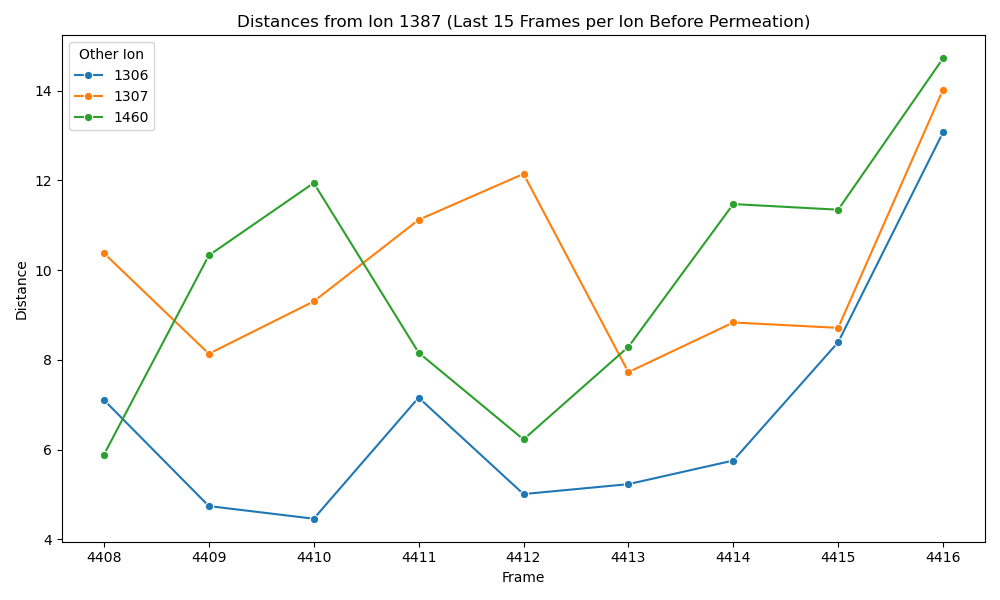 Distances from Ion 1387 (Last 15 Frames per Ion Before Permeation)
Other Ion
1306
1307
1460
Distance
14
12
10
8
6
4
4408 4409 4410 4411 4412 4413 4414 4415 4416
Frame